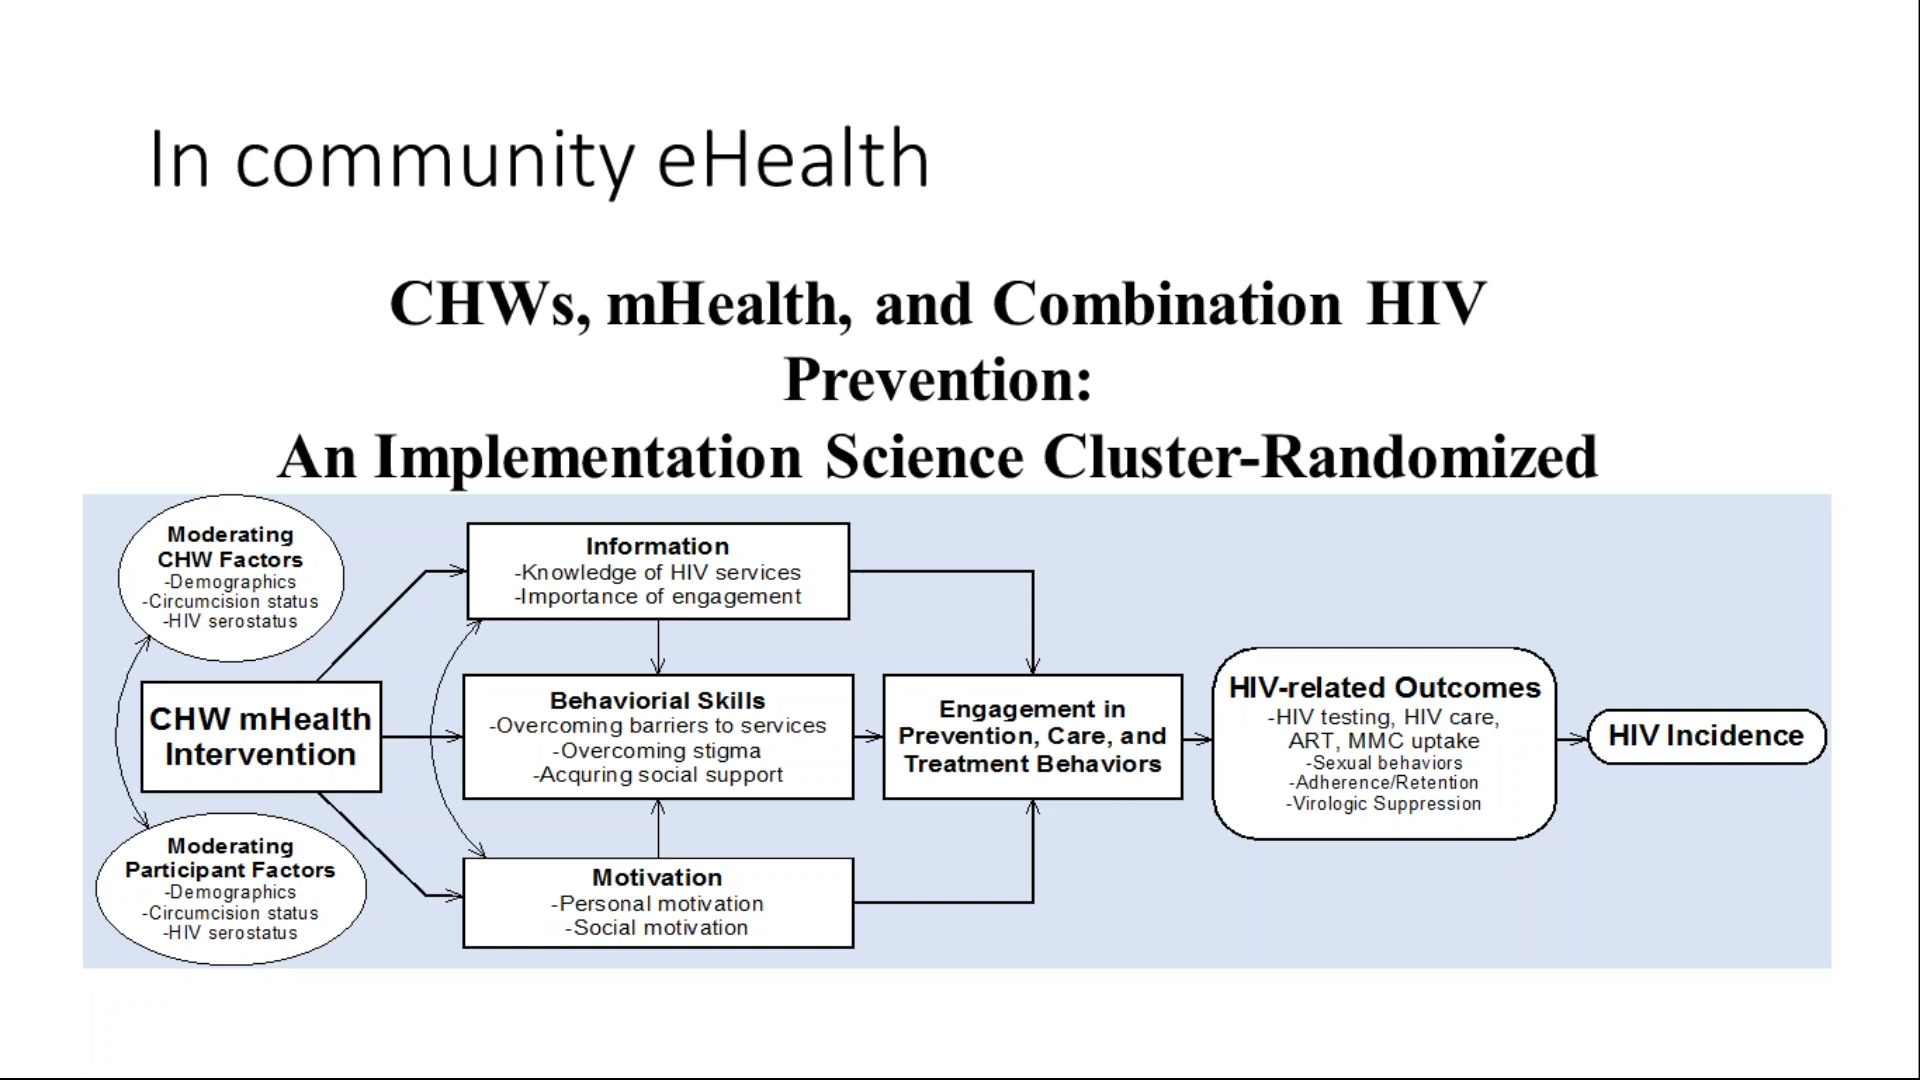 In community eHealth
CHWs, mHealth, and Combination HIV
Prevention:
An Implementation Science Cluster-Randomized
Moderating
CHW Factors
-Demographics
-Circumcision status
-HIV serostatus
CHW mHealth
Intervention
Moderating
Participant Factors
-Demographics
-Circumcision status
-HIV serostatus
Information
-Knowledge of HIV services
-Importance of engagement
Behaviorial Skills
-Overcoming barriers to services
-Overcoming stigma
-Acquring social support
Motivation
-Personal motivation
-Social motivation
Engagement in
Prevention, Care, and
Treatment Behaviors
HIV-related Outcomes
-HIV testing, HIV care,
ART, MMC uptake
-Sexual behaviors
-Adherence/Retention
-Virologic Suppression
HIV Incidence